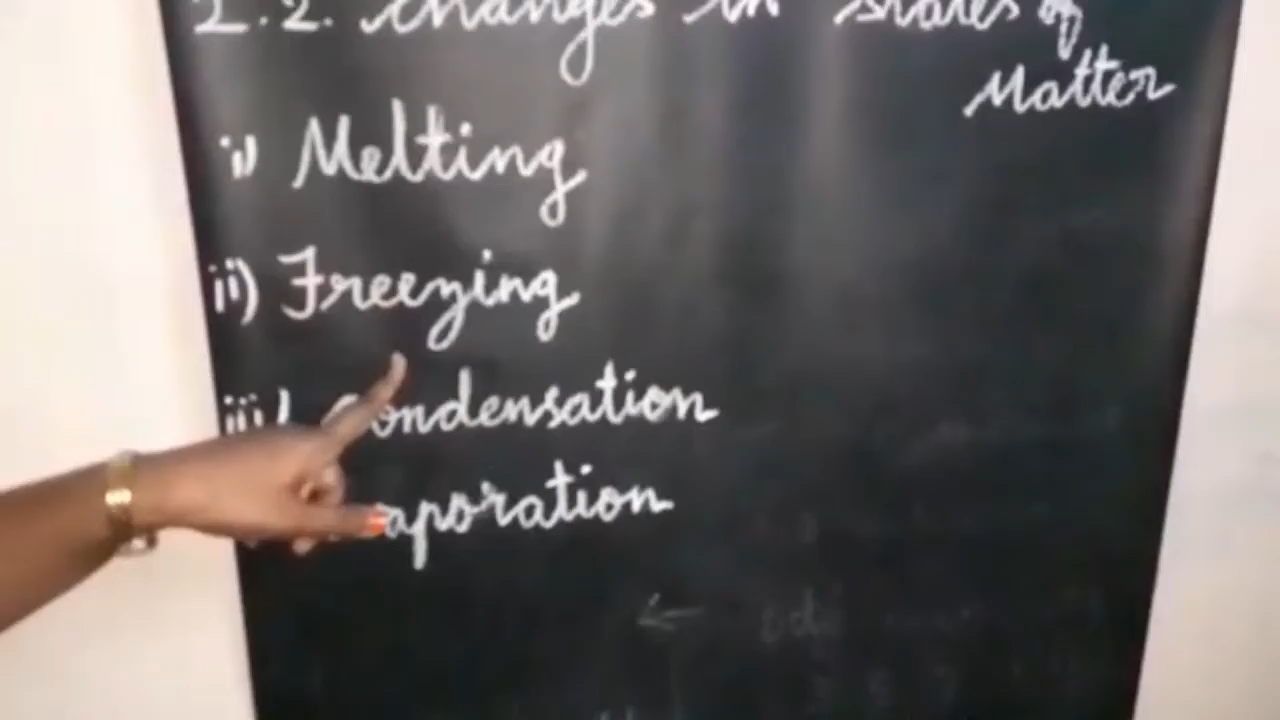 2.2. Changes in States of
Matter
i) Melting
ii) Freezing
iii) Condensation
aporation